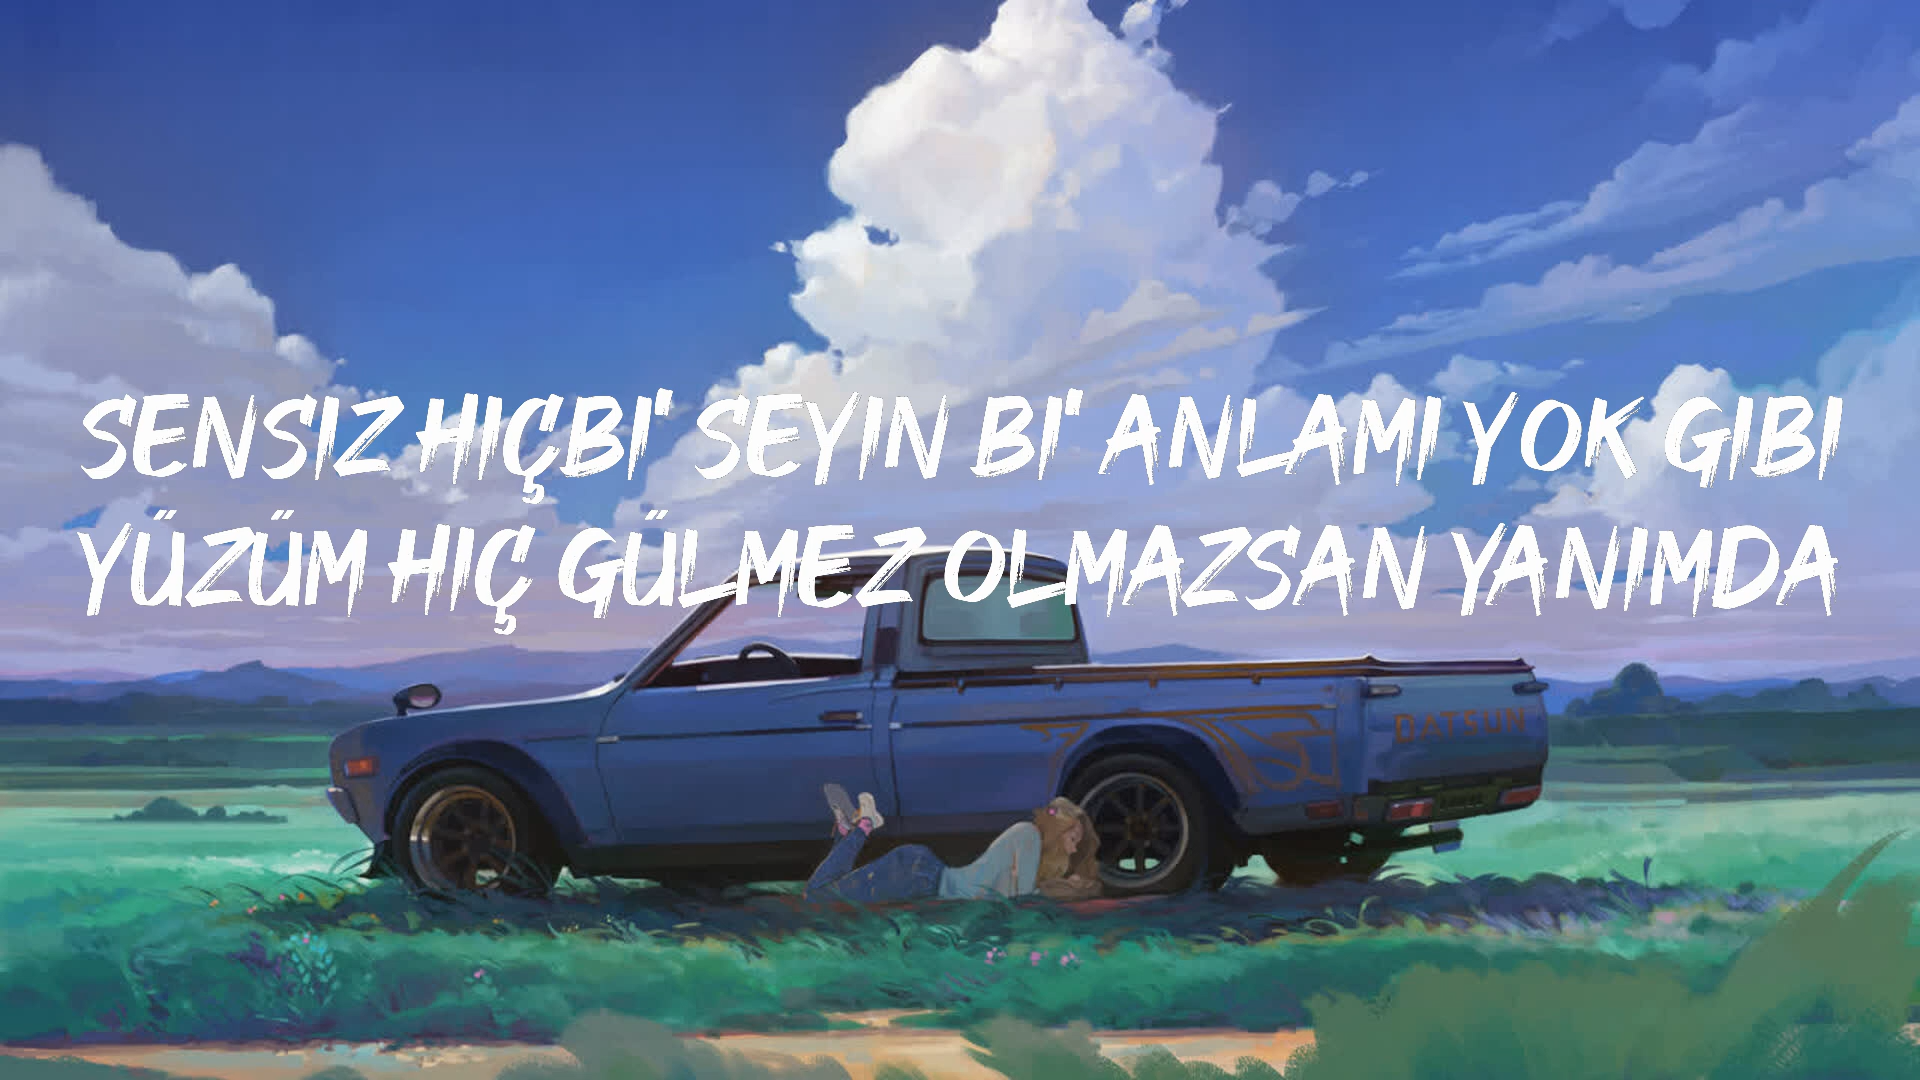 SENSIZ HIÇBI' SEYIN BI' ANLAMI YOK GIBI
YÜZÜM HIÇ GÜLMEZ OLMAZSAN YANIMDA
DATSUN